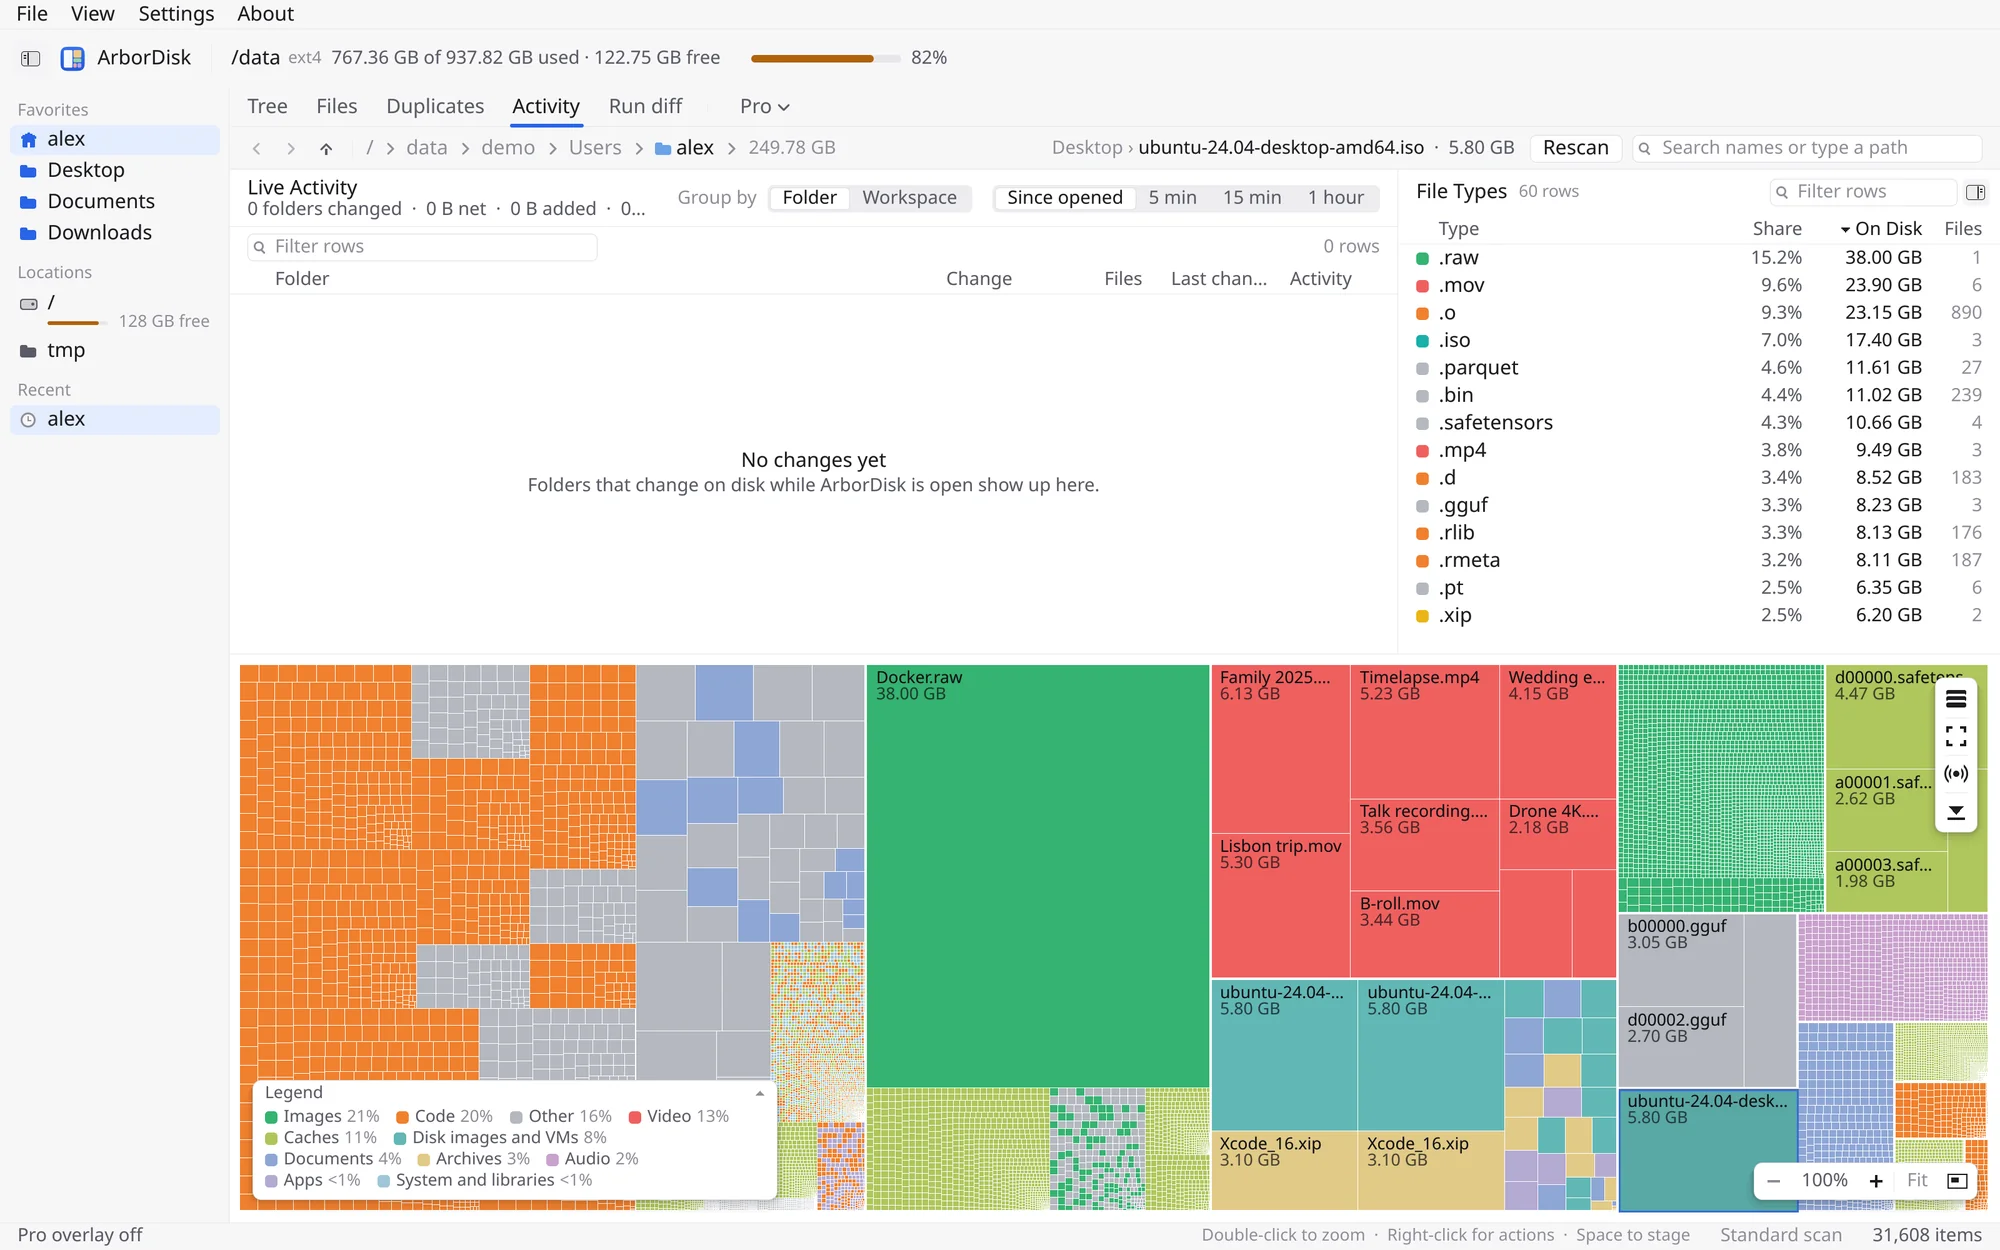 File View Settings About
ArborDisk /data ext4 767.36 GB of 937.82 GB used · 122.75 GB free 82%
Favorites
alex
Desktop
Documents
Downloads
Locations
/
128 GB free
tmp
Recent
alex
Tree Files Duplicates Activity Run diff Pro
/ data demo Users alex 249.78 GB
Desktop › ubuntu-24.04-desktop-amd64.iso · 5.80 GB Rescan Search names or type a path
Live Activity
0 folders changed · 0 B net · 0 B added · 0...
Group by Folder Workspace Since opened 5 min 15 min 1 hour
Filter rows 0 rows
Folder Change Files Last chan... Activity
No changes yet
Folders that change on disk while ArborDisk is open show up here.
File Types 60 rows Filter rows
Type Share On Disk Files
.raw 15.2% 38.00 GB 1
.mov 9.6% 23.90 GB 6
.o 9.3% 23.15 GB 890
.iso 7.0% 17.40 GB 3
.parquet 4.6% 11.61 GB 27
.bin 4.4% 11.02 GB 239
.safetensors 4.3% 10.66 GB 4
.mp4 3.8% 9.49 GB 3
.d 3.4% 8.52 GB 183
.gguf 3.3% 8.23 GB 3
.rlib 3.3% 8.13 GB 176
.rmeta 3.2% 8.11 GB 187
.pt 2.5% 6.35 GB 6
.xip 2.5% 6.20 GB 2
Docker.raw
38.00 GB
Family 2025....
6.13 GB
Timelapse.mp4
5.23 GB
Wedding e...
4.15 GB
Talk recording....
3.56 GB
Drone 4K....
2.18 GB
Lisbon trip.mov
5.30 GB
B-roll.mov
3.44 GB
ubuntu-24.04-...
5.80 GB
ubuntu-24.04-...
5.80 GB
Xcode_16.xip
3.10 GB
Xcode_16.xip
3.10 GB
d00000.safetens
4.47 GB
a00001.saf...
2.62 GB
a00003.saf...
1.98 GB
b00000.gguf
3.05 GB
d00002.gguf
2.70 GB
ubuntu-24.04-desk...
5.80 GB
Legend
Images 21% Code 20% Other 16% Video 13%
Caches 11% Disk images and VMs 8%
Documents 4% Archives 3% Audio 2%
Apps <1% System and libraries <1%
− 100% + Fit
Pro overlay off
Double-click to zoom · Right-click for actions · Space to stage Standard scan 31,608 items